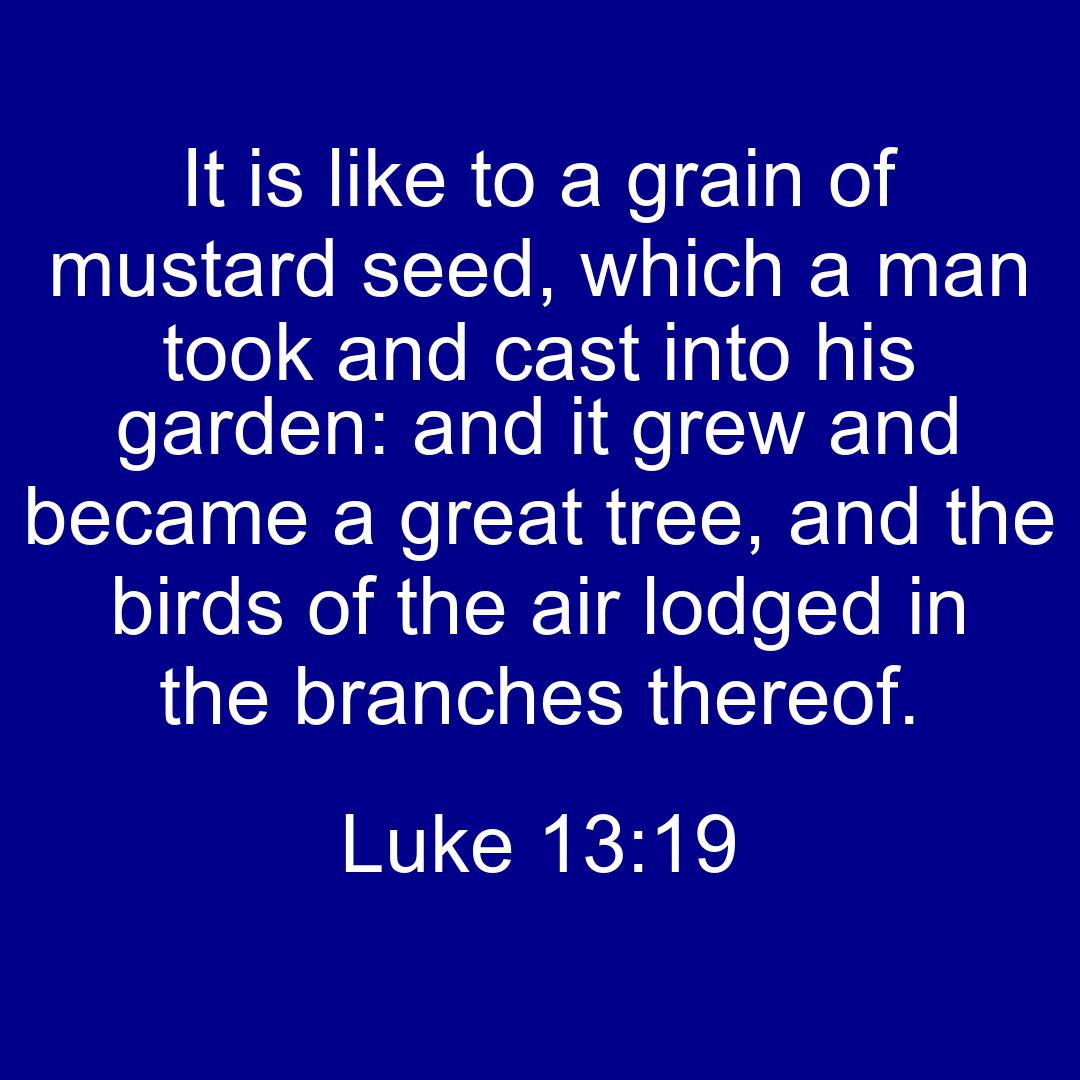 It is like to a grain of
mustard seed, which a man
took and cast into his
garden: and it grew and
became a great tree, and the
birds of the air lodged in
the branches thereof.
Luke 13:19